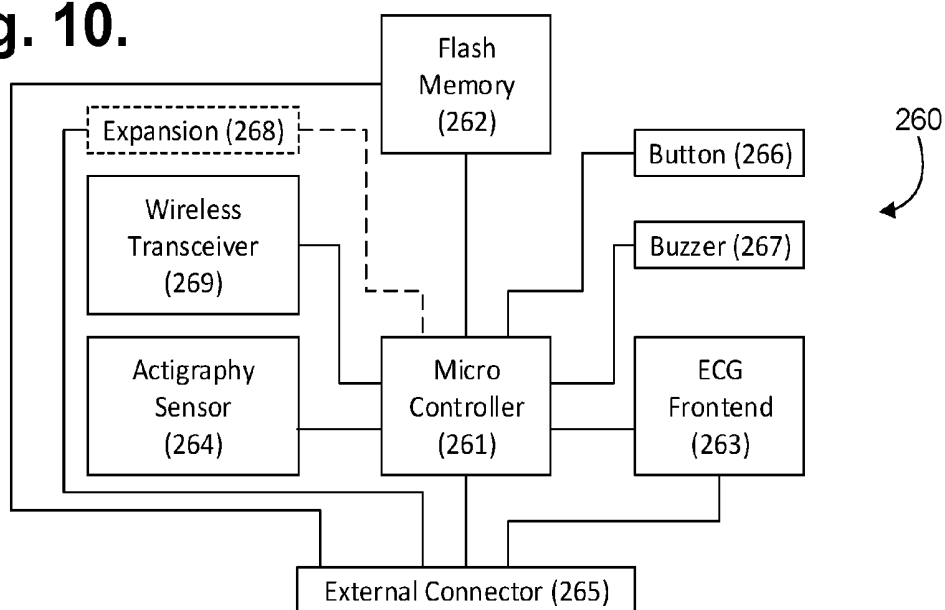 g. 10.
Flash
Memory
(262)
Expansion (268)
Button (266)
260
Wireless
Transceiver
(269)
Buzzer (267)
Actigraphy
Sensor
(264)
Micro
Controller
(261)
ECG
Frontend
(263)
External Connector (265)